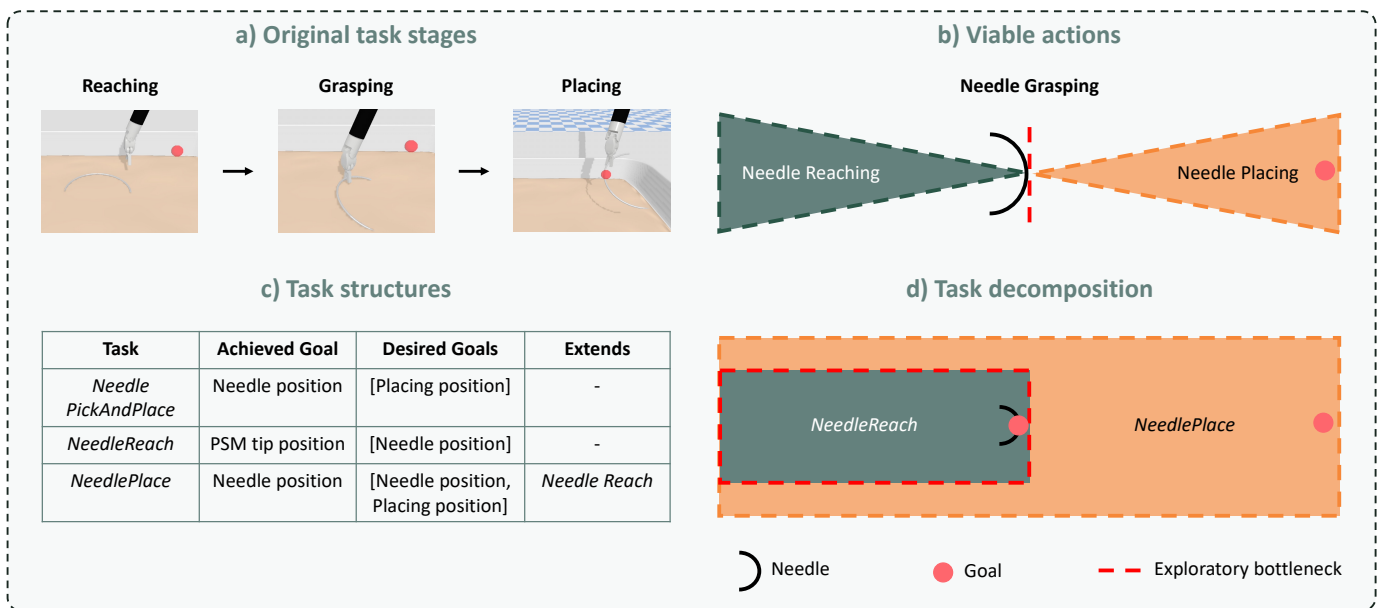 a) Original task stages
Reaching
Grasping
Placing
b) Viable actions
Needle Grasping
Needle Reaching
Needle Placing
c) Task structures
Task
Achieved Goal
Desired Goals
Extends
Needle
PickAndPlace
Needle position
[Placing position]
-
NeedleReach
PSM tip position
[Needle position]
-
NeedlePlace
Needle position
[Needle position,
Placing position]
Needle Reach
d) Task decomposition
NeedleReach
NeedlePlace
Needle
Goal
Exploratory bottleneck